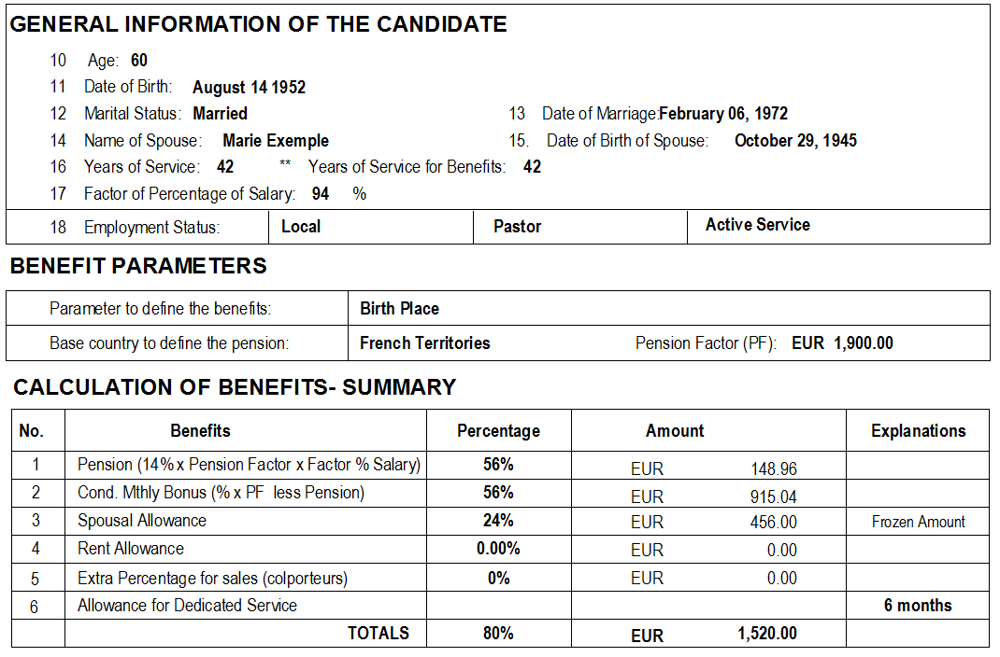 GENERAL INFORMATION OF THE CANDIDATE
10 Age: 60
11 Date of Birth: August 14 1952
12 Marital Status: Married 13 Date of Marriage: February 06, 1972
14 Name of Spouse: Marie Exemple 15. Date of Birth of Spouse: October 29, 1945
16 Years of Service: 42 ** Years of Service for Benefits: 42
17 Factor of Percentage of Salary: 94 %
18 Employment Status: Local Pastor Active Service
BENEFIT PARAMETERS
Parameter to define the benefits: Birth Place
Base country to define the pension: French Territories Pension Factor (PF): EUR 1,900.00
CALCULATION OF BENEFITS- SUMMARY
No. Benefits Percentage Amount Explanations
1 Pension (14% x Pension Factor x Factor % Salary) 56% EUR 148.96
2 Cond. Mthly Bonus (% x PF less Pension) 56% EUR 915.04
3 Spousal Allowance 24% EUR 456.00 Frozen Amount
4 Rent Allowance 0.00% EUR 0.00
5 Extra Percentage for sales (colporteurs) 0% EUR 0.00
6 Allowance for Dedicated Service 6 months
TOTALS 80% EUR 1,520.00